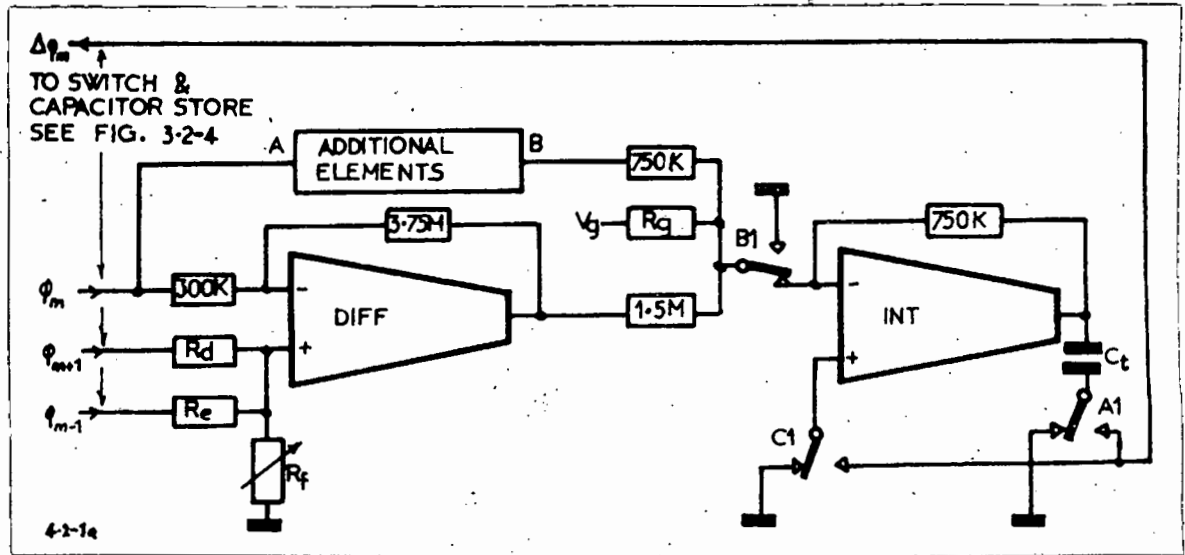 Δφm
TO SWITCH &
CAPACITOR STORE
SEE FIG. 3·2-4
A
ADDITIONAL
ELEMENTS
B
750K
3·75M
Vg
Rg
B1
750K
φm
300K
-
DIFF
1·5M
-
INT
φm+1
Rd
+
+
Ct
φm-1
Re
A1
C1
Rf
4·2-1a